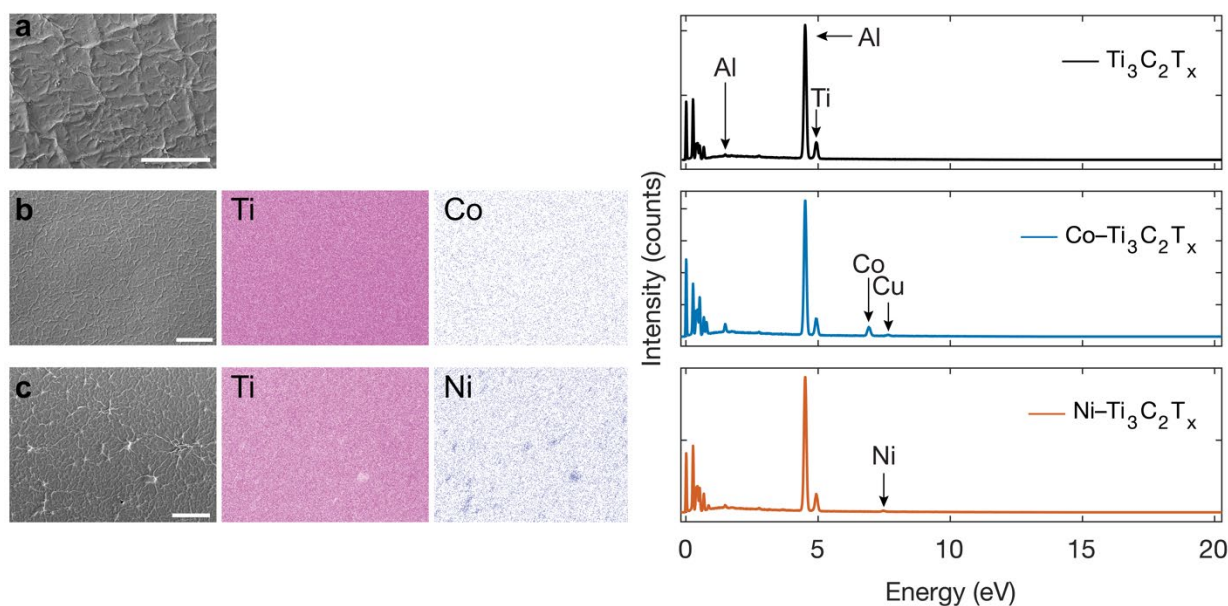 a
b
Ti
Co
c
Ti
Ni
Al
Al
Ti
Ti₃C₂Tₓ
Co
Cu
Co–Ti₃C₂Tₓ
Ni
Ni–Ti₃C₂Tₓ
Intensity (counts)
0 5 10 15 20
Energy (eV)